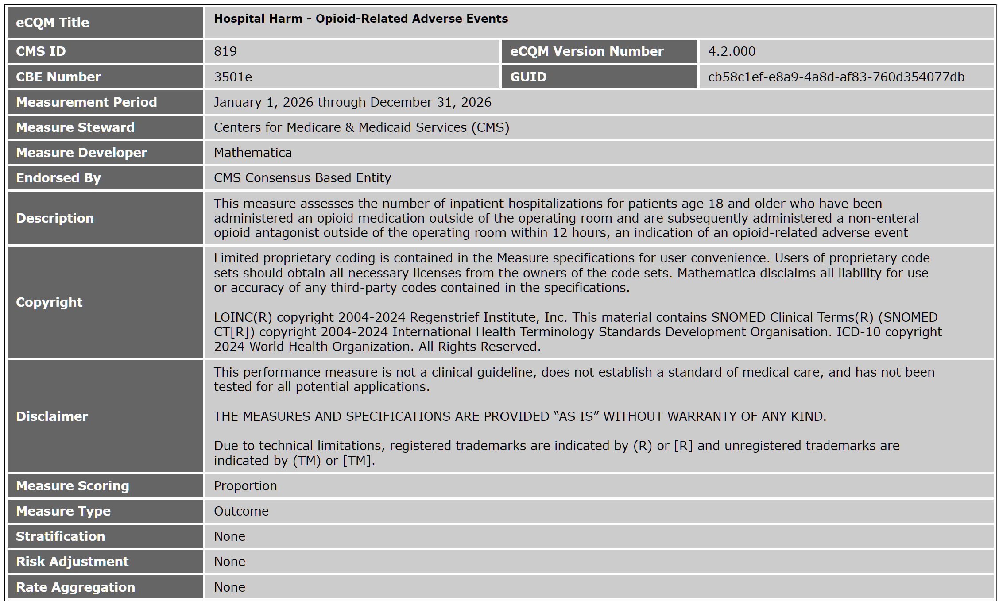 eCQM Title
Hospital Harm - Opioid-Related Adverse Events
CMS ID
819
eCQM Version Number
4.2.000
CBE Number
3501e
GUID
cb58c1ef-e8a9-4a8d-af83-760d354077db
Measurement Period
January 1, 2026 through December 31, 2026
Measure Steward
Centers for Medicare & Medicaid Services (CMS)
Measure Developer
Mathematica
Endorsed By
CMS Consensus Based Entity
Description
This measure assesses the number of inpatient hospitalizations for patients age 18 and older who have been
administered an opioid medication outside of the operating room and are subsequently administered a non-enteral
opioid antagonist outside of the operating room within 12 hours, an indication of an opioid-related adverse event
Copyright
Limited proprietary coding is contained in the Measure specifications for user convenience. Users of proprietary code
sets should obtain all necessary licenses from the owners of the code sets. Mathematica disclaims all liability for use
or accuracy of any third-party codes contained in the specifications.
LOINC(R) copyright 2004-2024 Regenstrief Institute, Inc. This material contains SNOMED Clinical Terms(R) (SNOMED
CT[R]) copyright 2004-2024 International Health Terminology Standards Development Organisation. ICD-10 copyright
2024 World Health Organization. All Rights Reserved.
Disclaimer
This performance measure is not a clinical guideline, does not establish a standard of medical care, and has not been
tested for all potential applications.
THE MEASURES AND SPECIFICATIONS ARE PROVIDED “AS IS” WITHOUT WARRANTY OF ANY KIND.
Due to technical limitations, registered trademarks are indicated by (R) or [R] and unregistered trademarks are
indicated by (TM) or [TM].
Measure Scoring
Proportion
Measure Type
Outcome
Stratification
None
Risk Adjustment
None
Rate Aggregation
None